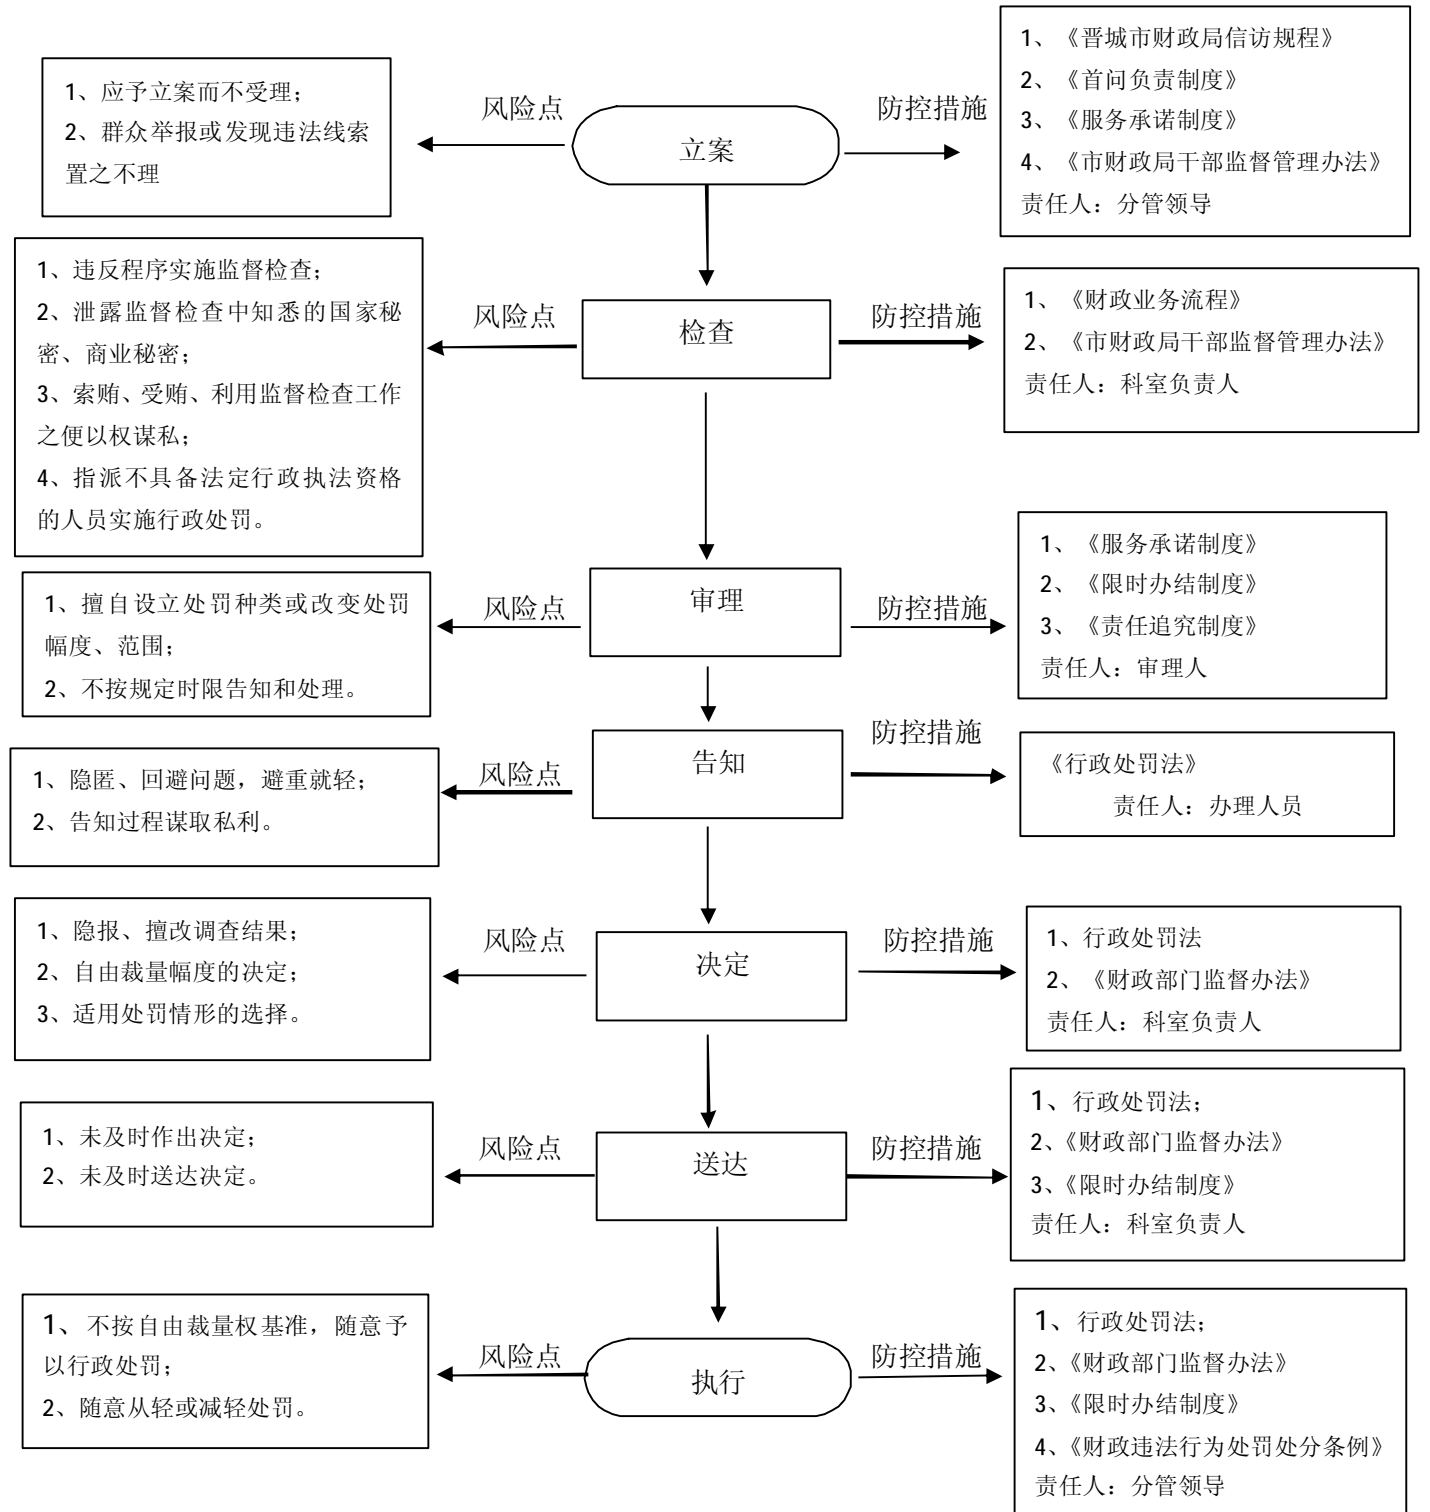 1、应予立案而不受理；
2、群众举报或发现违法线索
置之不理
风险点
立案
防控措施
1、《晋城市财政局信访规程》
2、《首问负责制度》
3、《服务承诺制度》
4、《市财政局干部监督管理办法》
责任人：分管领导
1、违反程序实施监督检查；
2、泄露监督检查中知悉的国家秘
密、商业秘密；
3、索贿、受贿、利用监督检查工作
之便以权谋私；
4、指派不具备法定行政执法资格
的人员实施行政处罚。
风险点
检查
防控措施
1、《财政业务流程》
2、《市财政局干部监督管理办法》
责任人：科室负责人
1、擅自设立处罚种类或改变处罚
幅度、范围；
2、不按规定时限告知和处理。
风险点
审理
防控措施
1、《服务承诺制度》
2、《限时办结制度》
3、《责任追究制度》
责任人：审理人
1、隐匿、回避问题，避重就轻；
2、告知过程谋取私利。
风险点
告知
防控措施
《行政处罚法》
责任人：办理人员
1、隐报、擅改调查结果；
2、自由裁量幅度的决定；
3、适用处罚情形的选择。
风险点
决定
防控措施
1、行政处罚法
2、《财政部门监督办法》
责任人：科室负责人
1、未及时作出决定；
2、未及时送达决定。
风险点
送达
防控措施
1、行政处罚法；
2、《财政部门监督办法》
3、《限时办结制度》
责任人：科室负责人
1、不按自由裁量权基准，随意予
以行政处罚；
2、随意从轻或减轻处罚。
风险点
执行
防控措施
1、行政处罚法；
2、《财政部门监督办法》
3、《限时办结制度》
4、《财政违法行为处罚处分条例》
责任人：分管领导